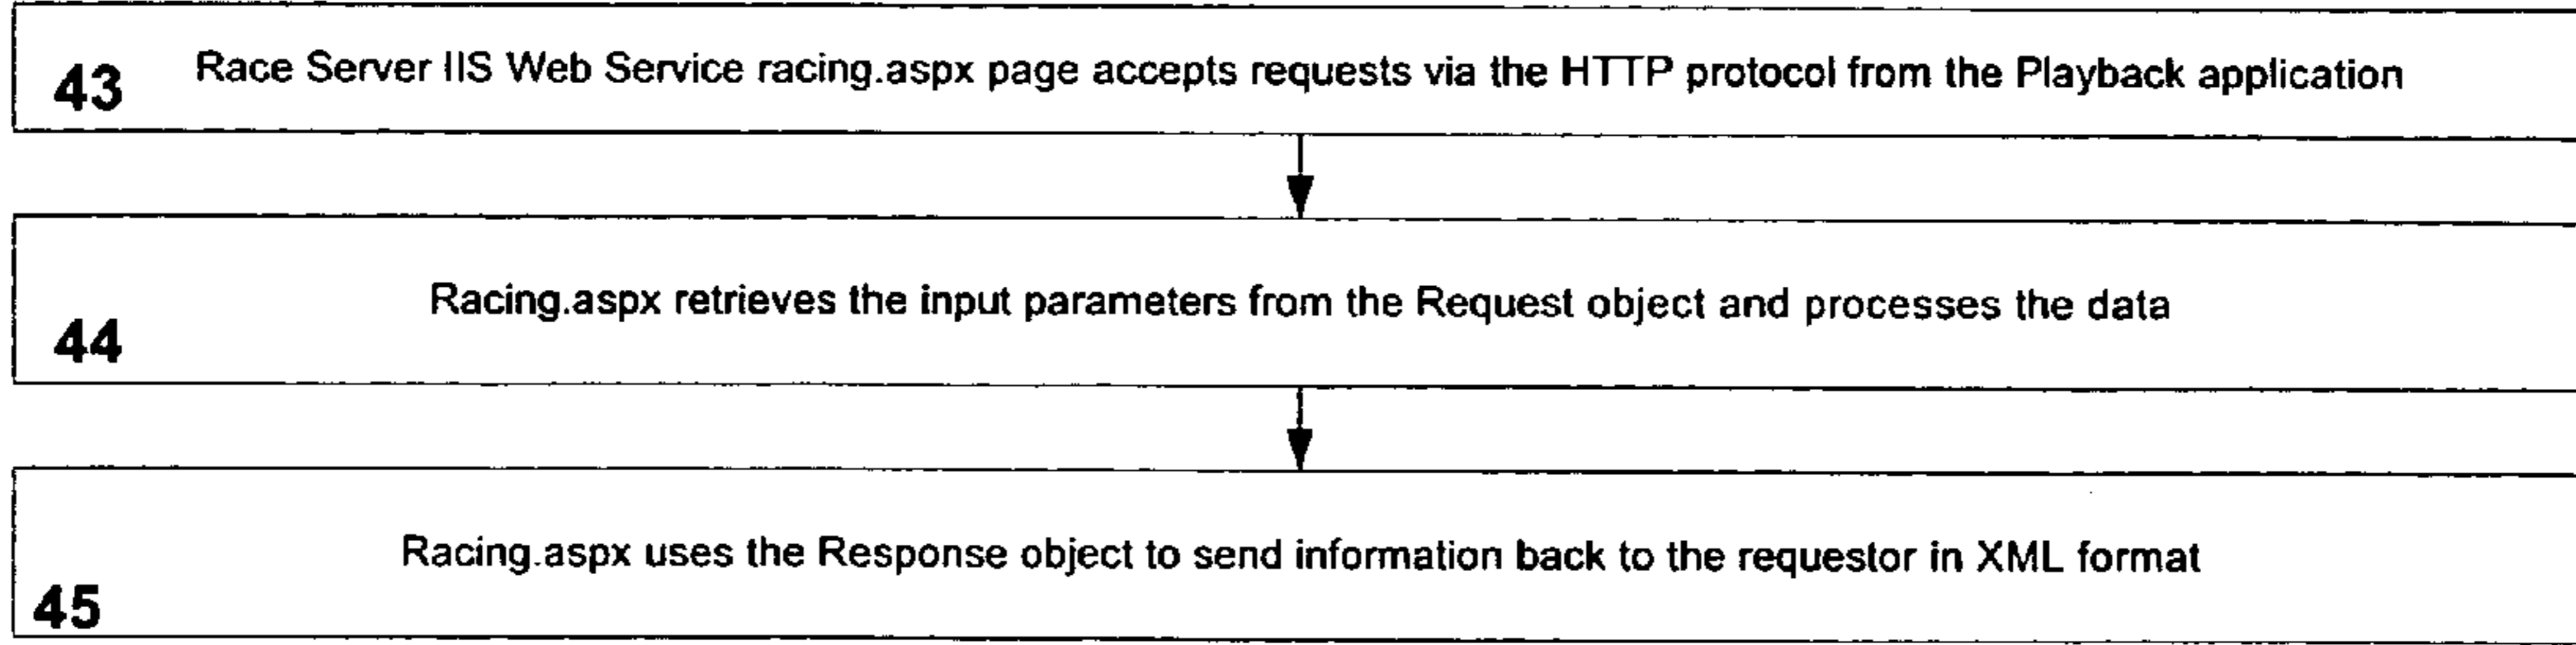 43 Race Server IIS Web Service racing.aspx page accepts requests via the HTTP protocol from the Playback application
Racing.aspx retrieves the input parameters from the Request object and processes the data
44
Racing.aspx uses the Response object to send information back to the requestor in XML format
45